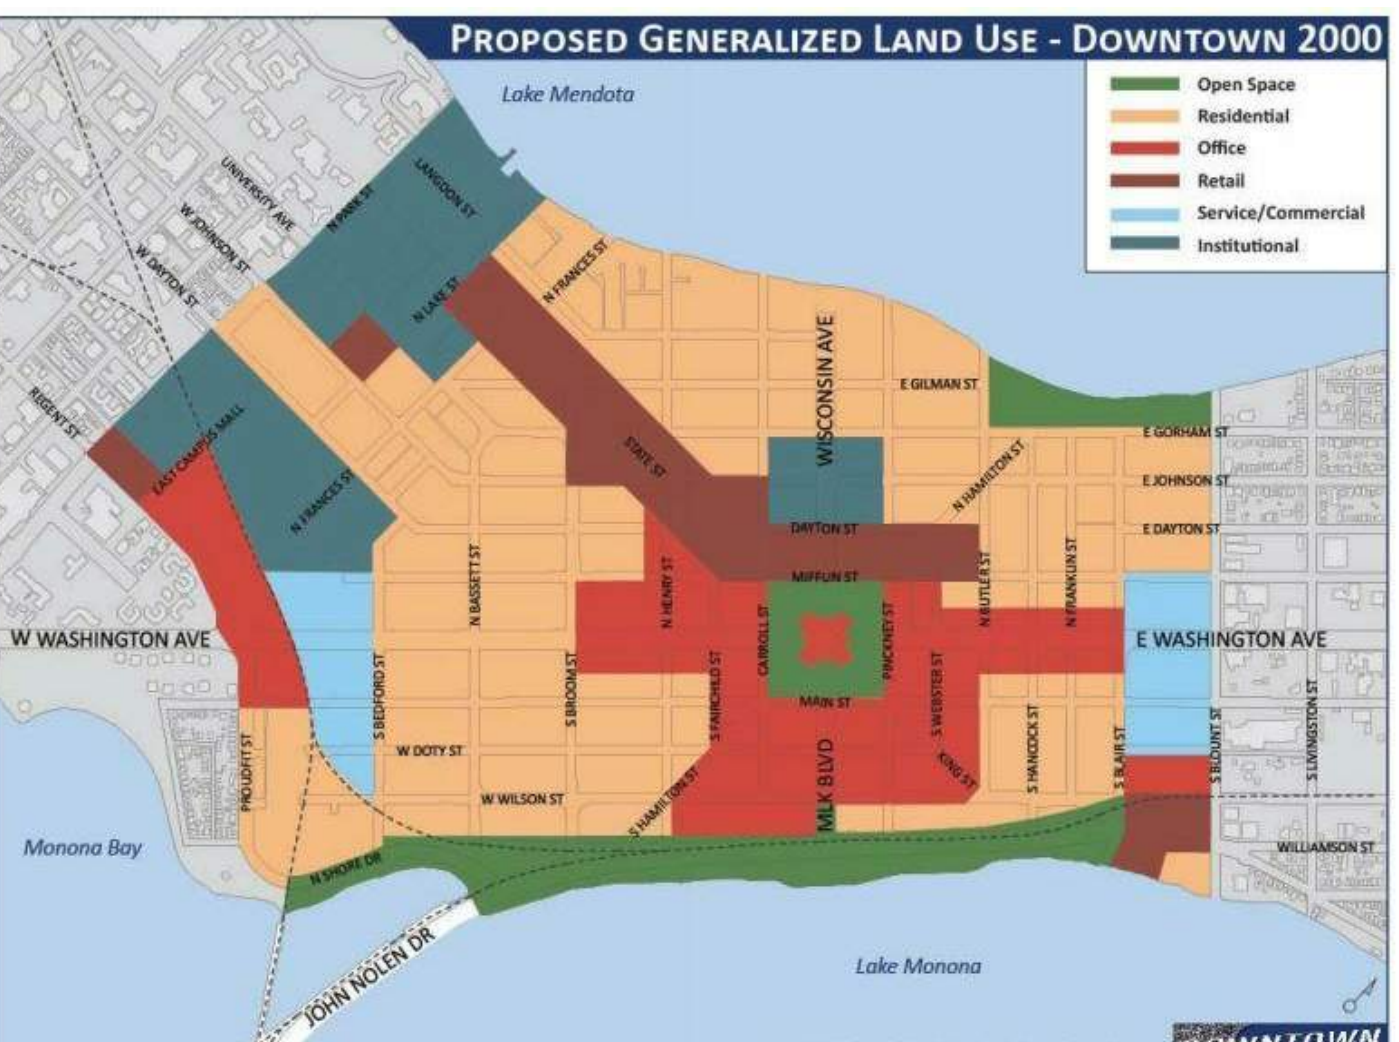 PROPOSED GENERALIZED LAND USE - DOWNTOWN 2000
Open Space
Residential
Office
Retail
Service/Commercial
Institutional
Lake Mendota
LANGDON ST
UNIVERSITY AVE
N PARK ST
W JOHNSON ST
W DAYTON ST
N LAKE ST
N FRANCES ST
WISCONSIN AVE
E GILMAN ST
REGENT ST
EAST CAMPUS MALL
N FRANCES ST
STATE ST
E GORHAM ST
N HAMILTON ST
E JOHNSON ST
DAYTON ST
E DAYTON ST
MIFFLIN ST
N BASSETT ST
N HENRY ST
N BUTLER ST
N FRANKLIN ST
CARROLL ST
PINCKNEY ST
W WASHINGTON AVE
E WASHINGTON AVE
S BEDFORD ST
S BROOM ST
S FAIRCHILD ST
S WEBSTER ST
MAIN ST
S HANCOCK ST
S BLAIR ST
S BLOUNT ST
S LIVINGSTON ST
W DOTY ST
PROUDFIT ST
MLK BLVD
KING ST
W WILSON ST
S HAMILTON ST
Monona Bay
N SHORE DR
WILLIAMSON ST
JOHN NOLEN DR
Lake Monona
DOWNTOWN